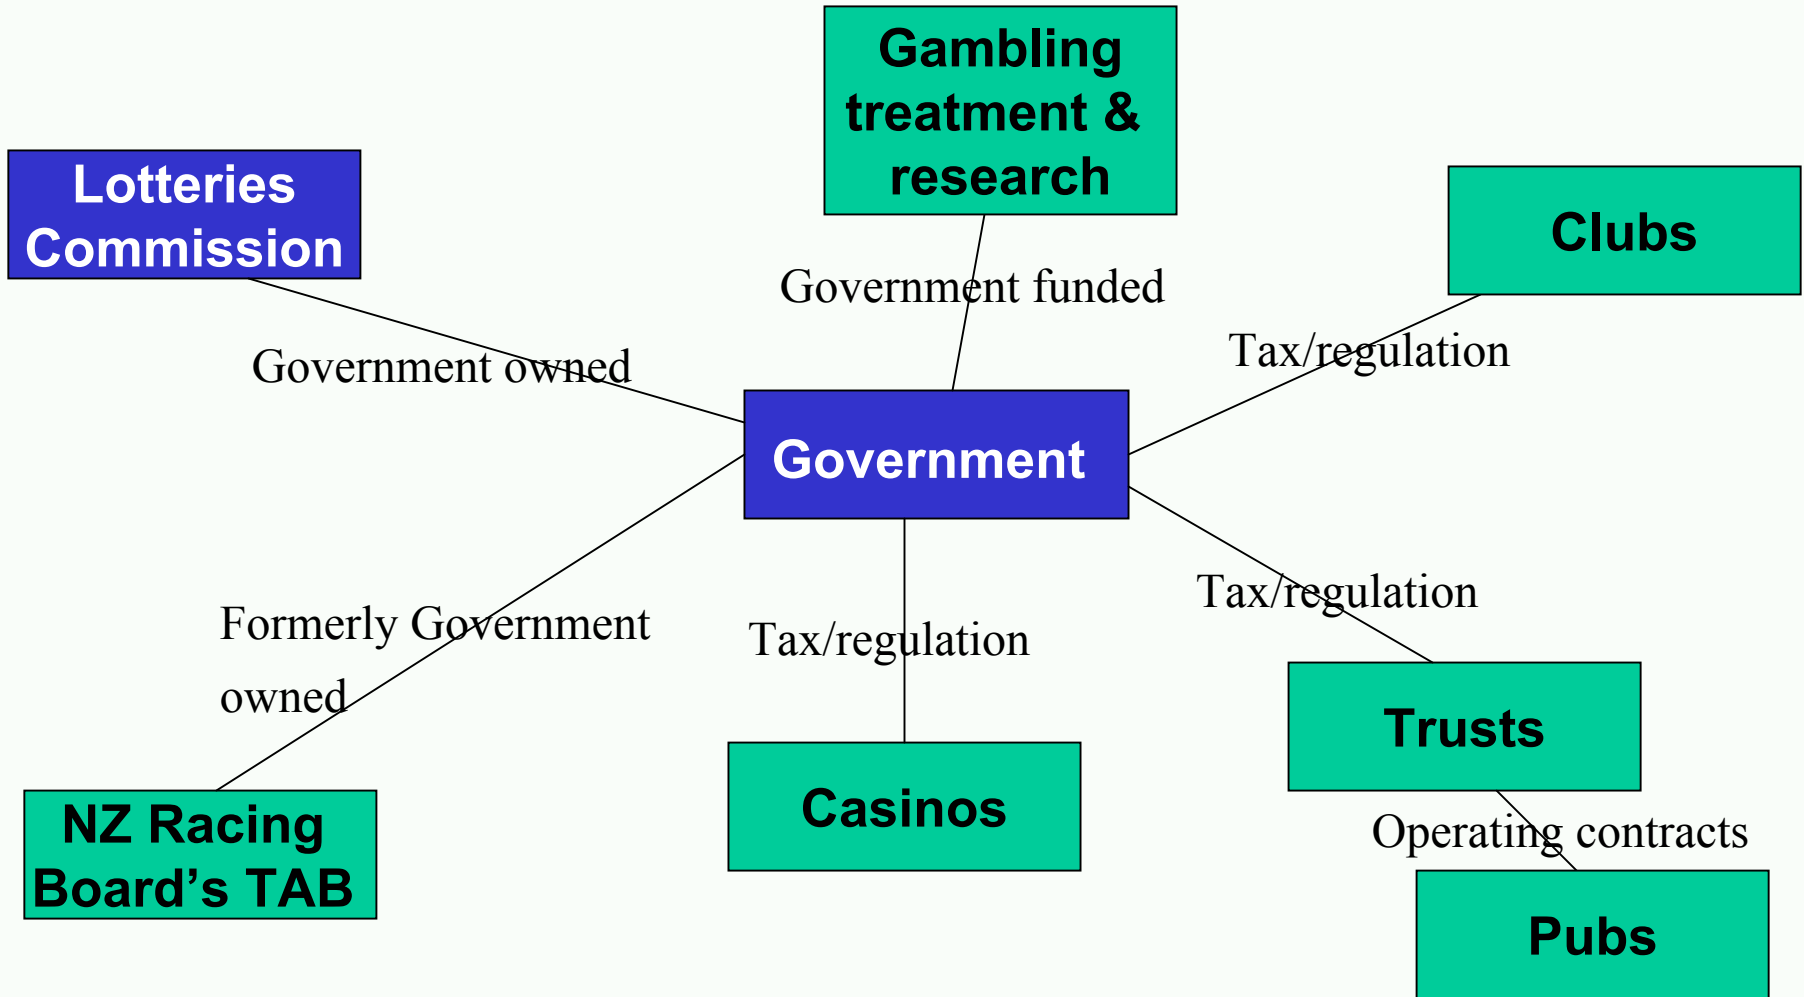 Gambling
treatment &
research
Lotteries
Commission
Clubs
Government funded
Tax/regulation
Government owned
Government
Tax/regulation
Formerly Government
owned
Tax/regulation
Trusts
Casinos
NZ Racing
Board’s TAB
Operating contracts
Pubs